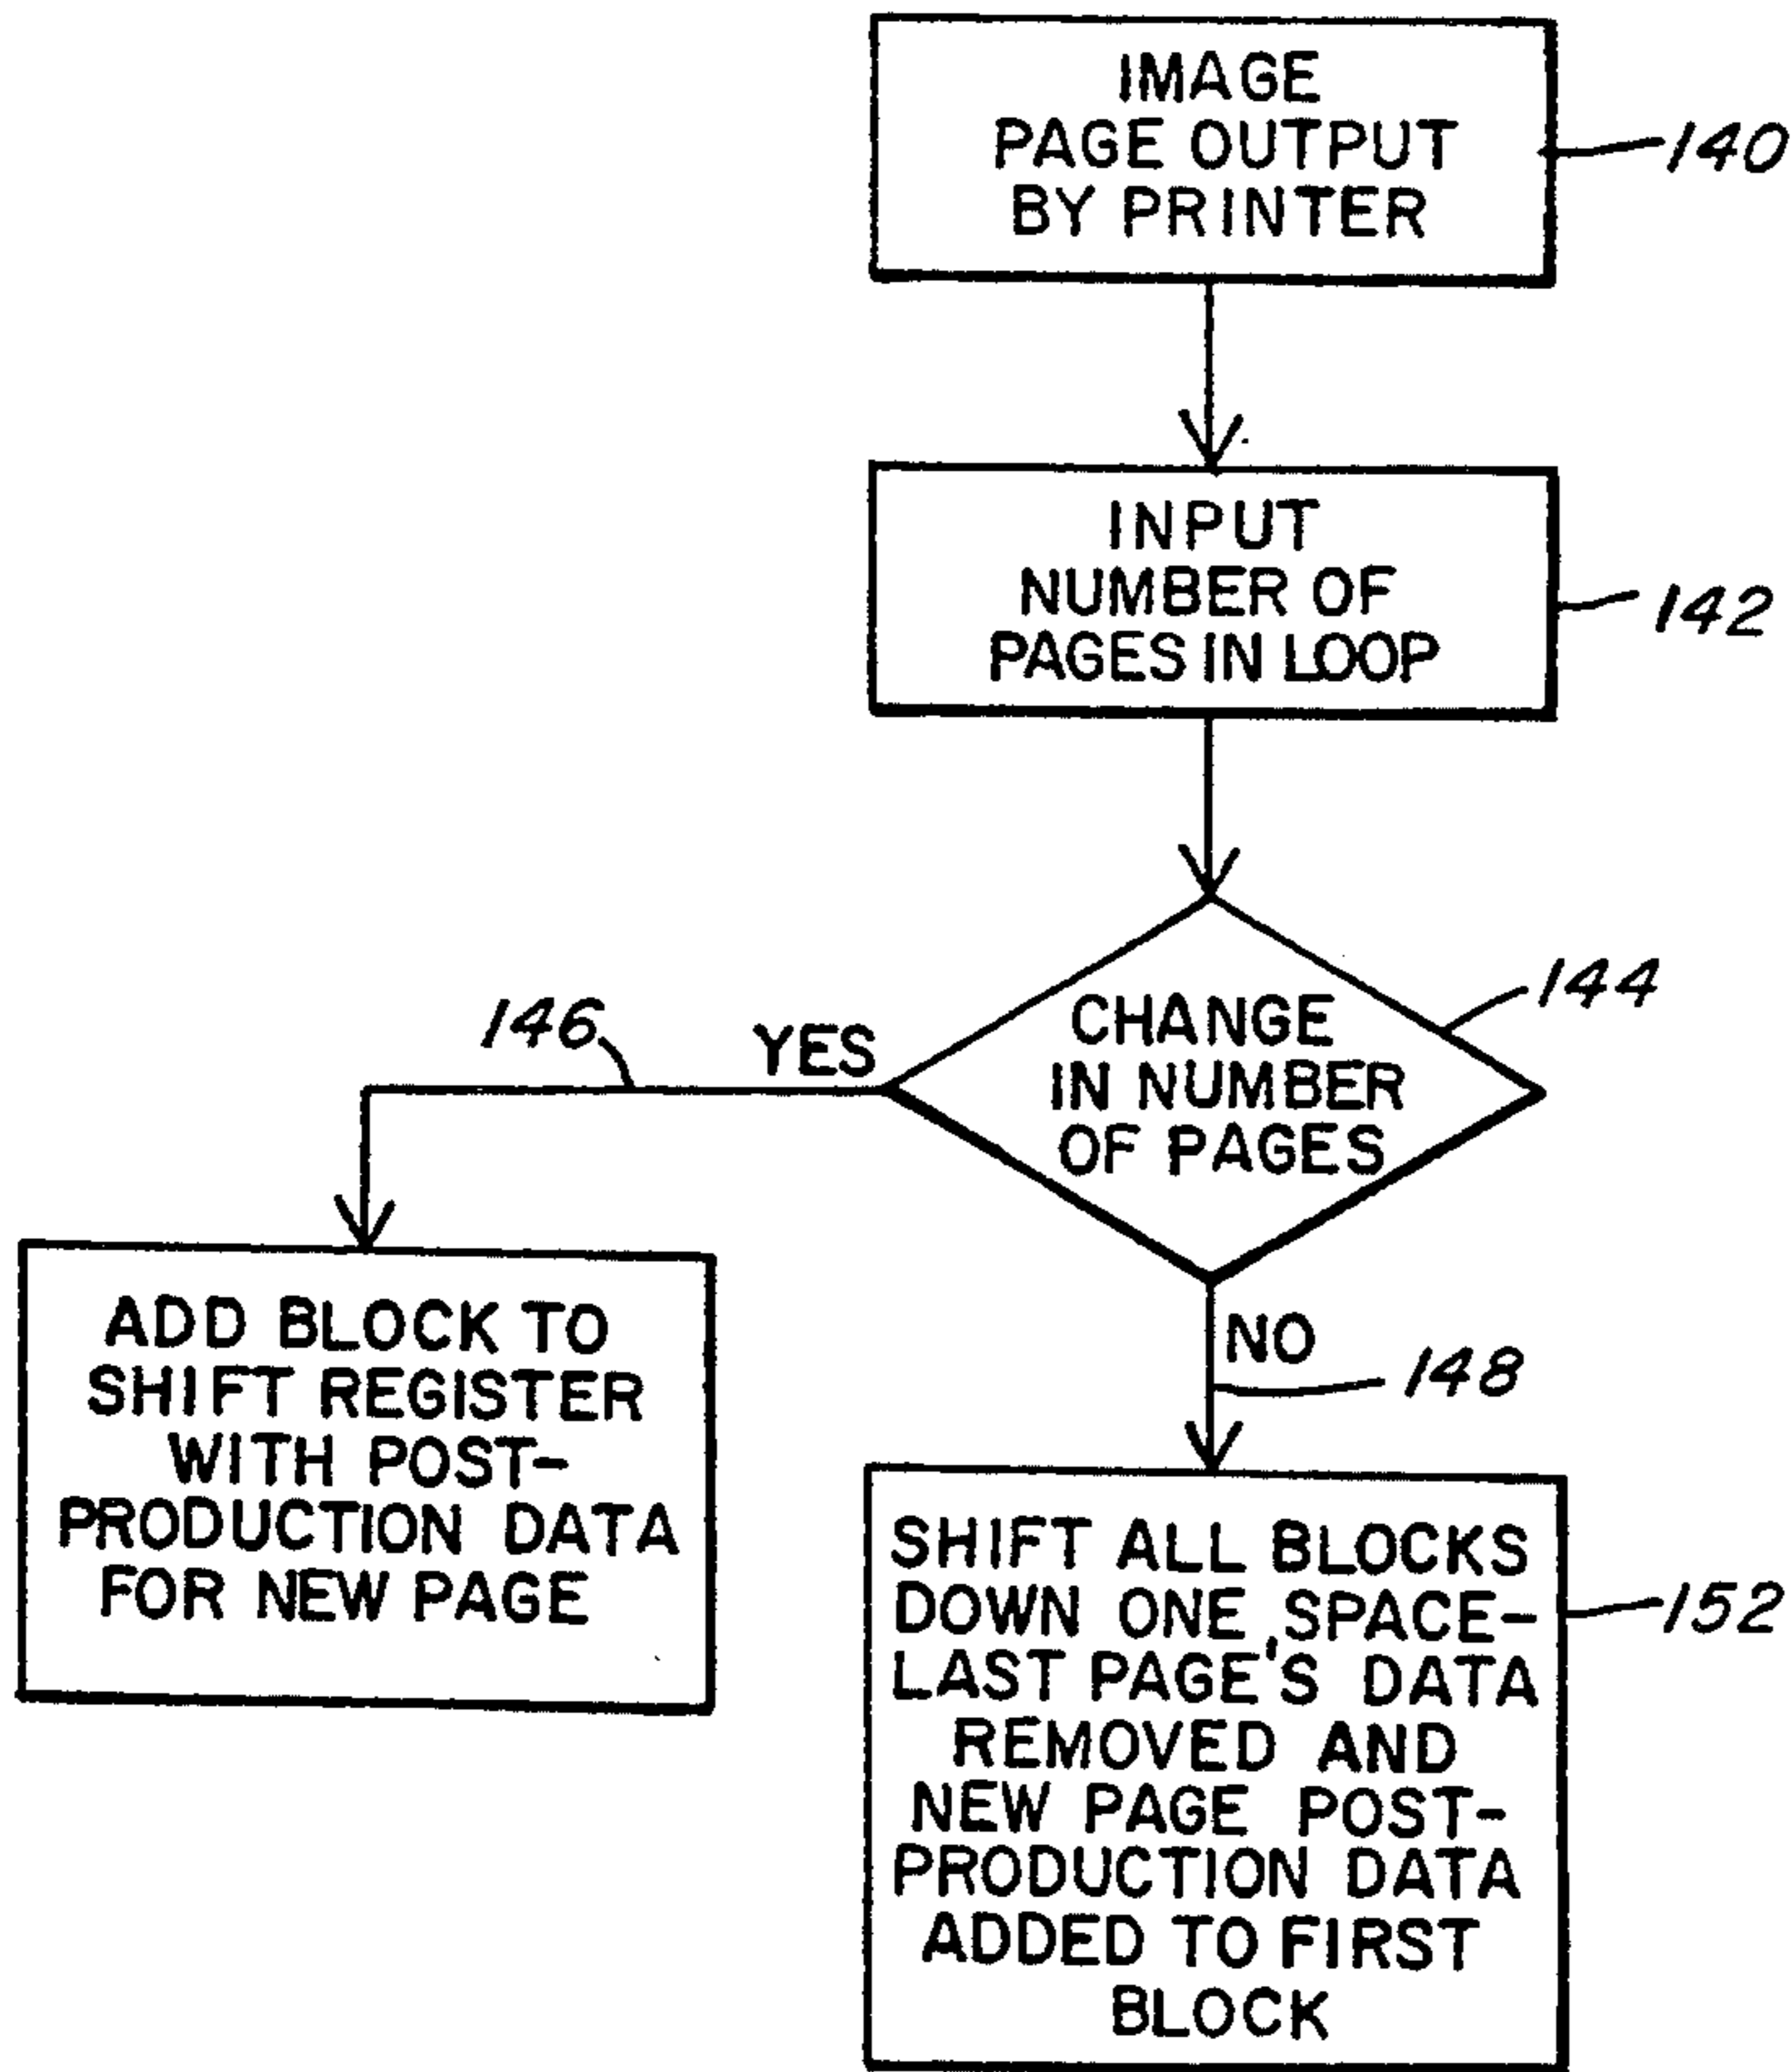 IMAGE
PAGE OUTPUT
BY PRINTER
140
INPUT
NUMBER OF
PAGES IN LOOP
142
CHANGE
IN NUMBER
OF PAGES
144
146
YES
NO
148
ADD BLOCK TO
SHIFT REGISTER
WITH POST-
PRODUCTION DATA
FOR NEW PAGE
SHIFT ALL BLOCKS
DOWN ONE SPACE-
LAST PAGE'S DATA
REMOVED AND
NEW PAGE POST-
PRODUCTION DATA
ADDED TO FIRST
BLOCK
152